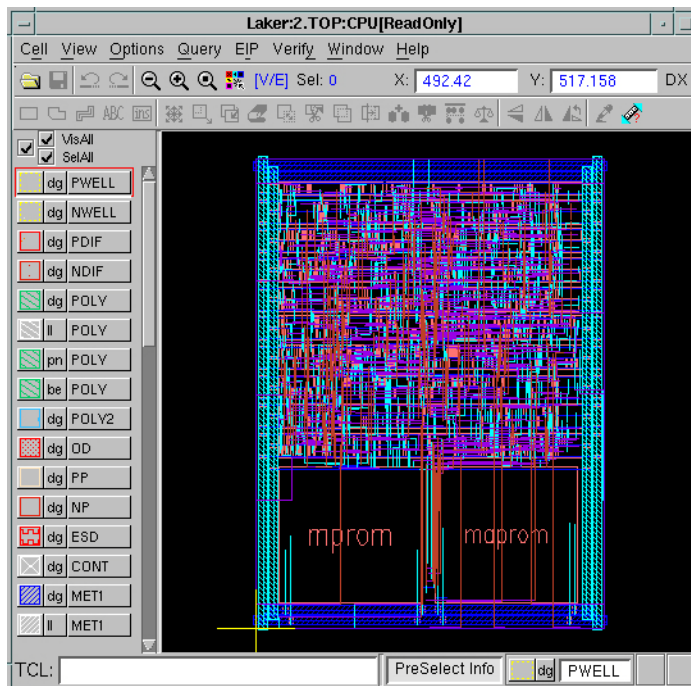 Laker:2.TOP:CPU[ReadOnly]
Cell View Options Query EIP Verify Window Help
[V/E] Sel: 0 X: 492.42 Y: 517.158 DX
ABC
VisAll
SelAll
dg PWELL
dg NWELL
dg PDIF
dg NDIF
dg POLY
ll POLY
pn POLY
be POLY
dg POLY2
dg OD
dg PP
dg NP
dg ESD
dg CONT
dg MET1
ll MET1
mprom maprom
TCL: PreSelect Info dg PWELL